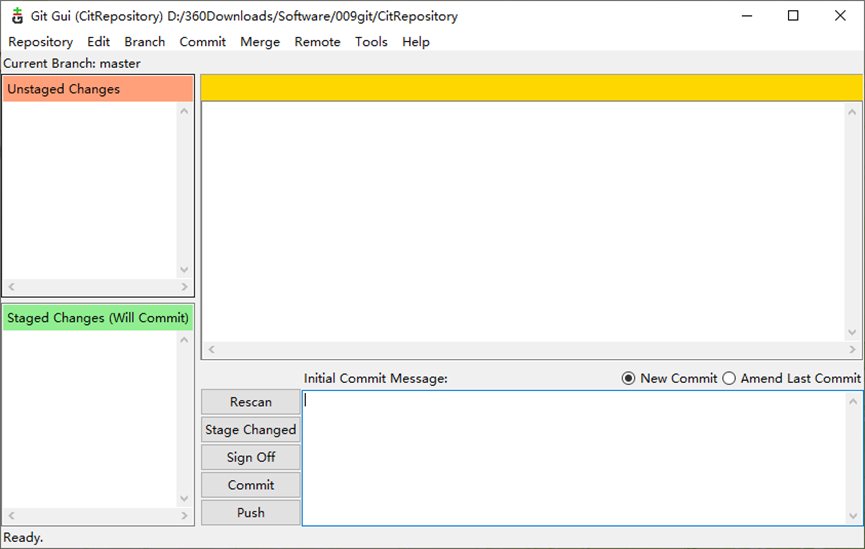 Git Gui (CitRepository) D:/360Downloads/Software/009git/CitRepository
Repository Edit Branch Commit Merge Remote Tools Help
Current Branch: master
Unstaged Changes
Staged Changes (Will Commit)
Initial Commit Message: New Commit Amend Last Commit
Rescan
Stage Changed
Sign Off
Commit
Push
Ready.